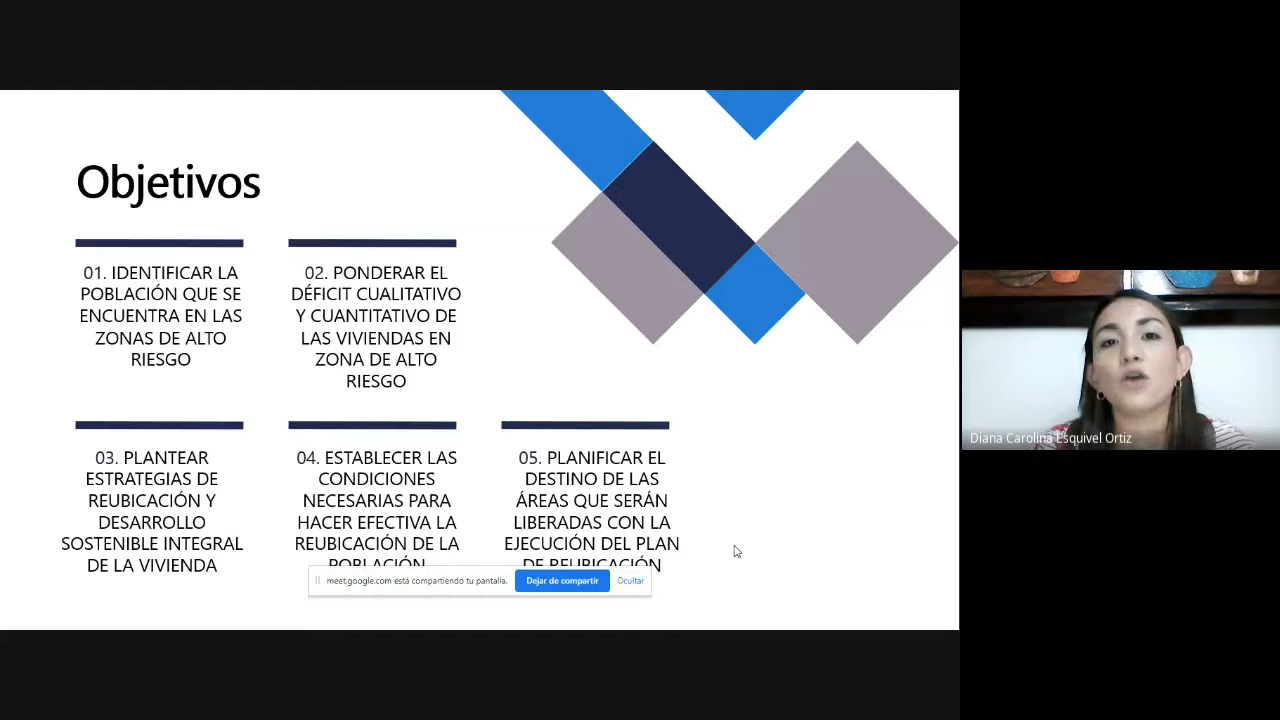 Objetivos
01. IDENTIFICAR LA
POBLACIÓN QUE SE
ENCUENTRA EN LAS
ZONAS DE ALTO
RIESGO
02. PONDERAR EL
DÉFICIT CUALITATIVO
Y CUANTITATIVO DE
LAS VIVIENDAS EN
ZONA DE ALTO
RIESGO
03. PLANTEAR
ESTRATEGIAS DE
REUBICACIÓN Y
DESARROLLO
SOSTENIBLE INTEGRAL
DE LA VIVIENDA
04. ESTABLECER LAS
CONDICIONES
NECESARIAS PARA
HACER EFECTIVA LA
REUBICACIÓN DE LA
POBLACIÓN
05. PLANIFICAR EL
DESTINO DE LAS
ÁREAS QUE SERÁN
LIBERADAS CON LA
EJECUCIÓN DEL PLAN
DE REUBICACIÓN
meet.google.com está compartiendo tu pantalla.
Dejar de compartir
Ocultar
Diana Carolina Esquivel Ortiz